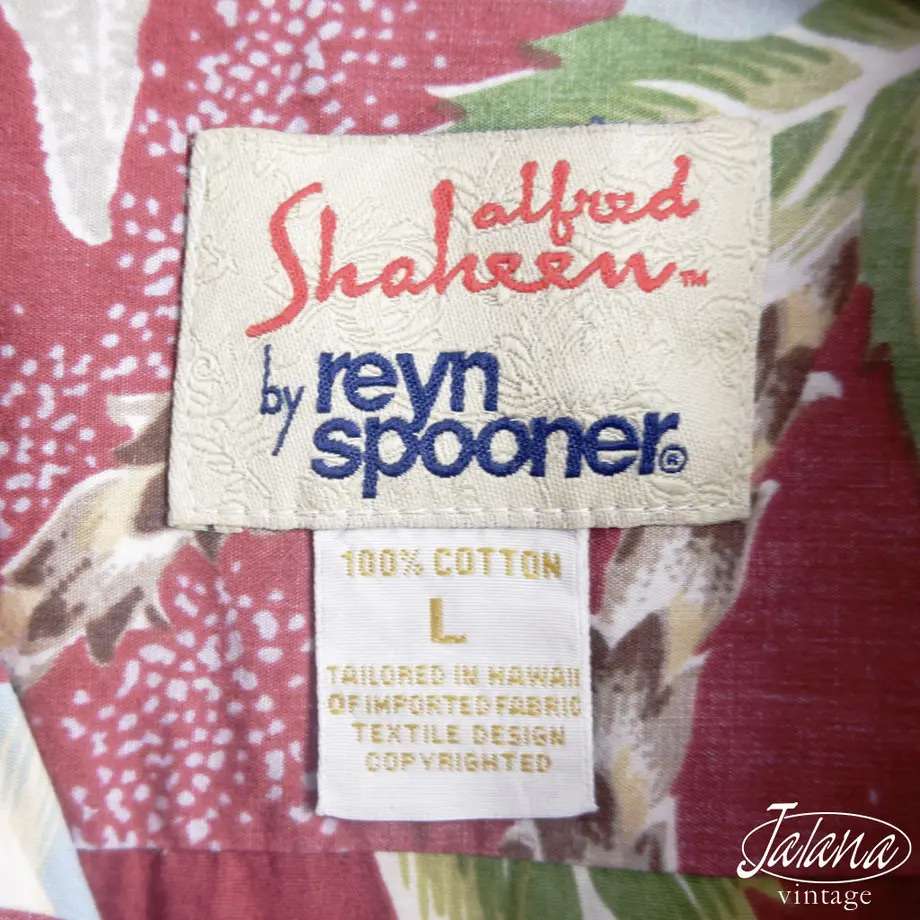 alfred
Shaheen™
by reyn
spooner®
100% COTTON
L
TAILORED IN HAWAII
OF IMPORTED FABRIC
TEXTILE DESIGN
COPYRIGHTED
Jalana
vintage